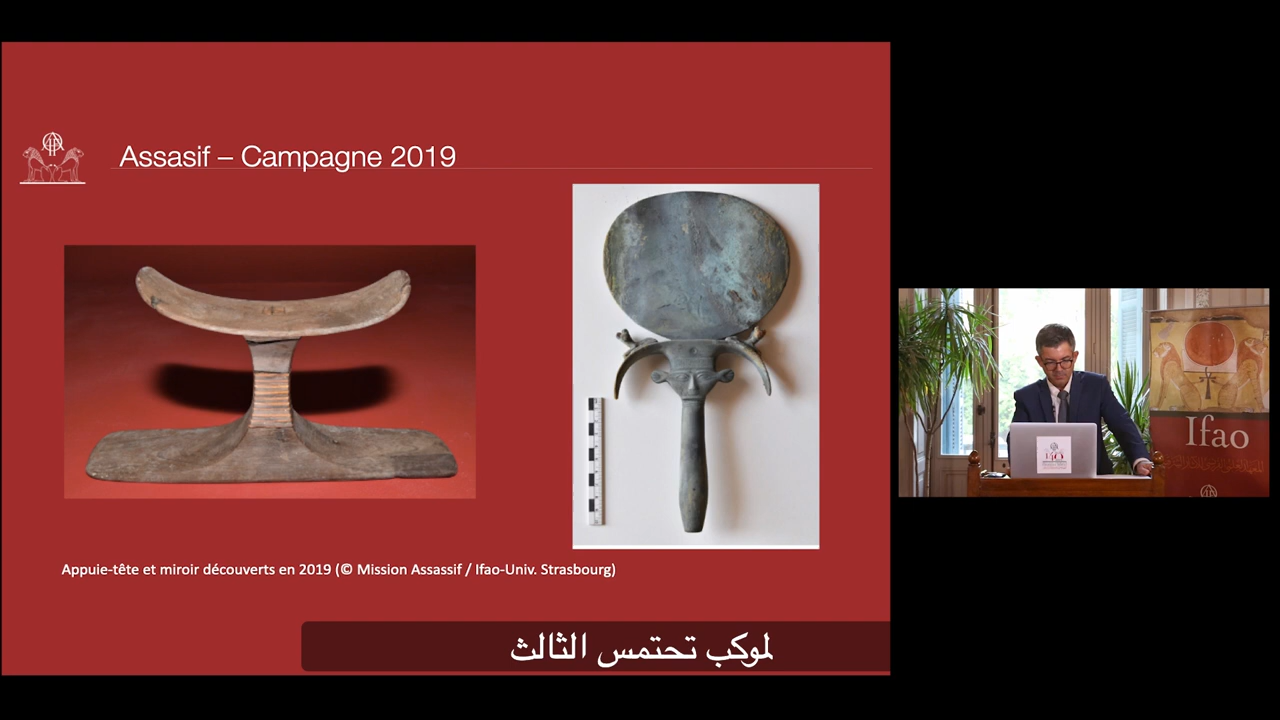 Assasif – Campagne 2019
Appuie-tête et miroir découverts en 2019 (© Mission Assassif / Ifao-Univ. Strasbourg)
لموكب تحتمس الثالث
Ifao